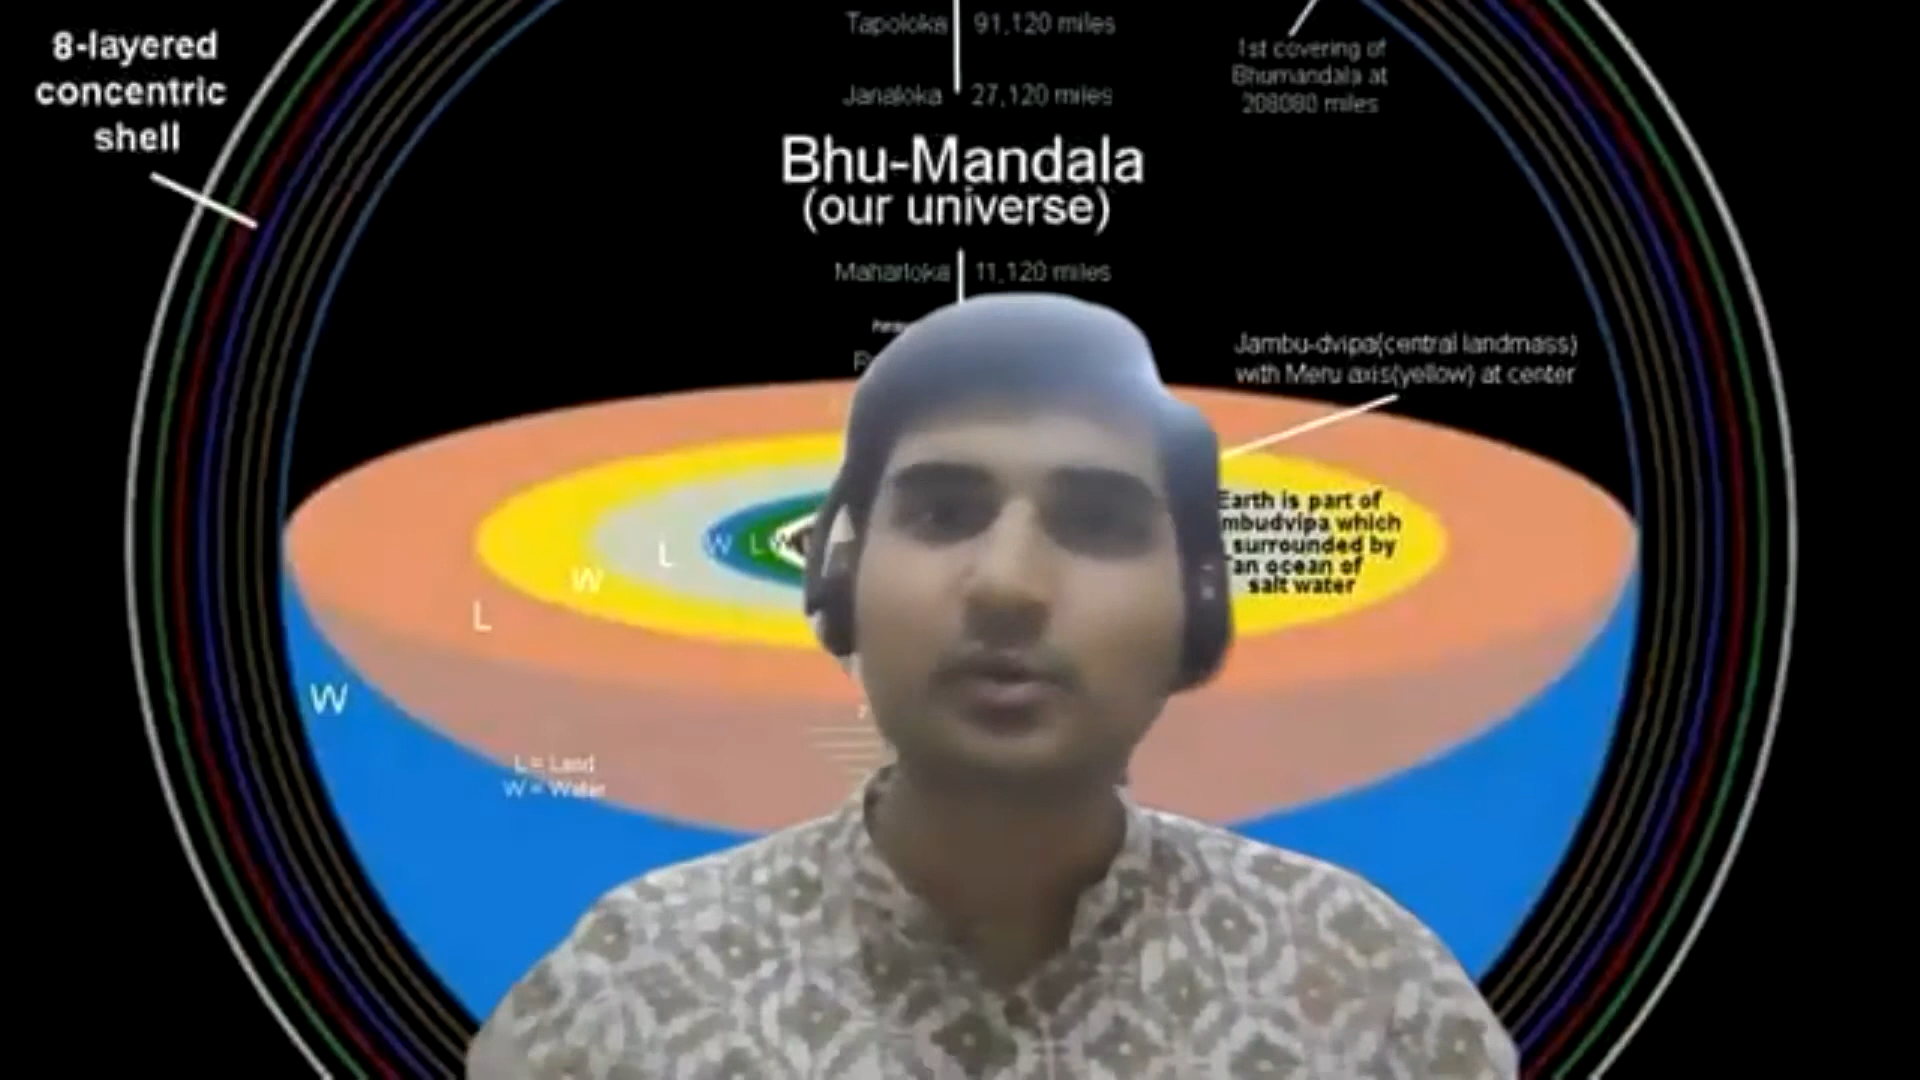 8-layered
concentric
shell
Tapoloka 91,120 miles
Janaloka 27,120 miles
1st covering of
Bhumandala at
208080 miles
Bhu-Mandala
(our universe)
Maharloka 11,120 miles
Jambu-dvipa(central landmass)
with Meru axis(yellow) at center
Earth is part of
mbudvipa which
surrounded by
an ocean of
salt water
W L W
L
W
L
W
L = Land
W = Water